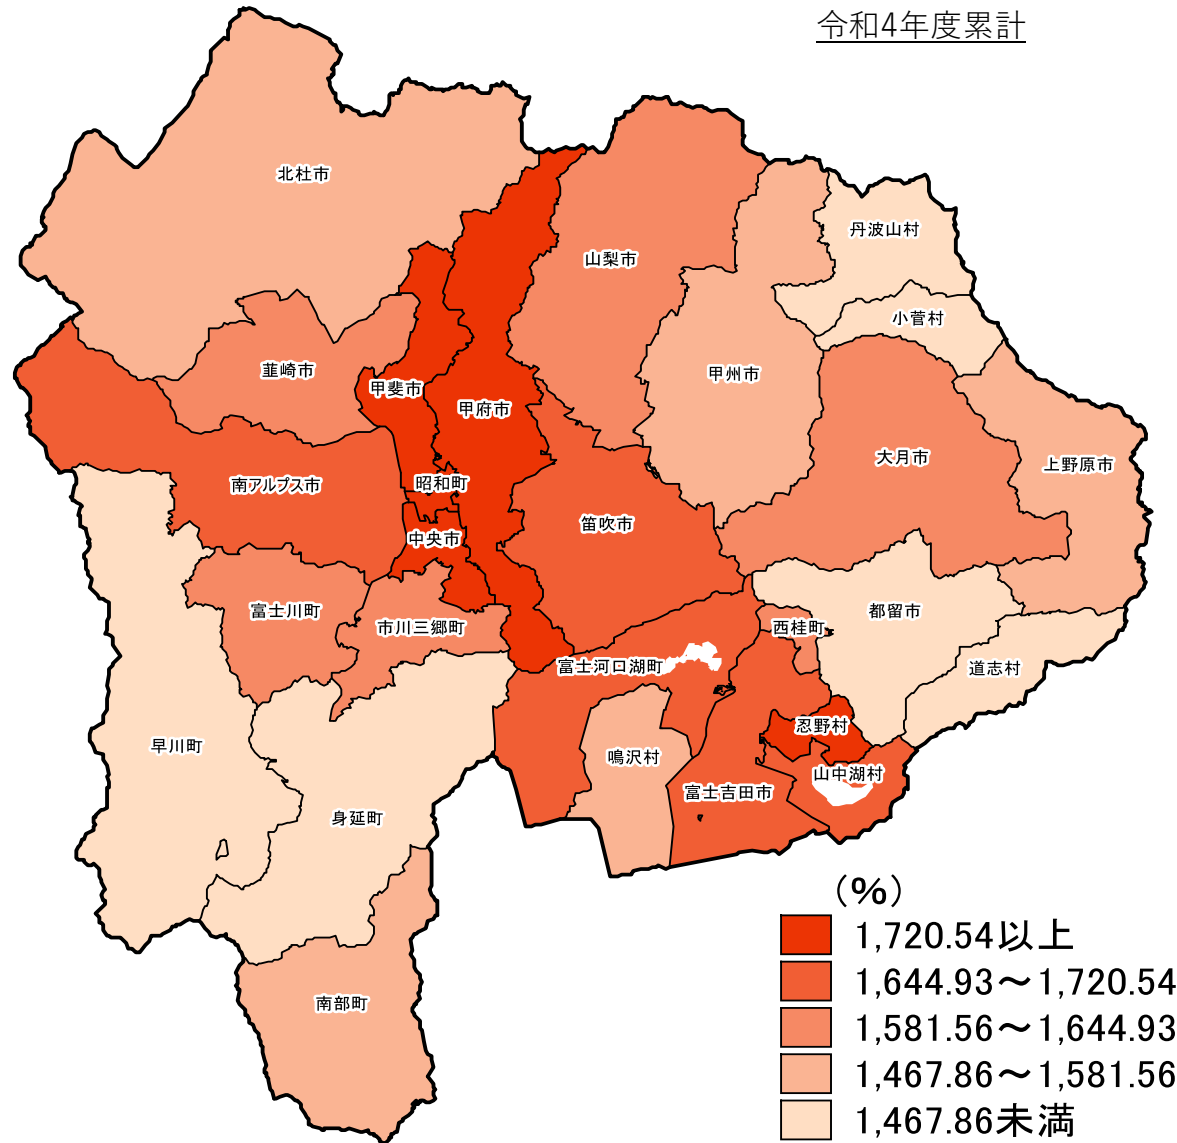 令和4年度累計
北杜市
丹波山村
山梨市
小菅村
韮崎市
甲州市
甲斐市
甲府市
大月市
上野原市
南アルプス市
昭和町
笛吹市
中央市
富士川町
都留市
市川三郷町
西桂町
富士河口湖町
道志村
忍野村
早川町
鳴沢村
山中湖村
富士吉田市
身延町
南部町
(%)
1,720.54以上
1,644.93～1,720.54
1,581.56～1,644.93
1,467.86～1,581.56
1,467.86未満